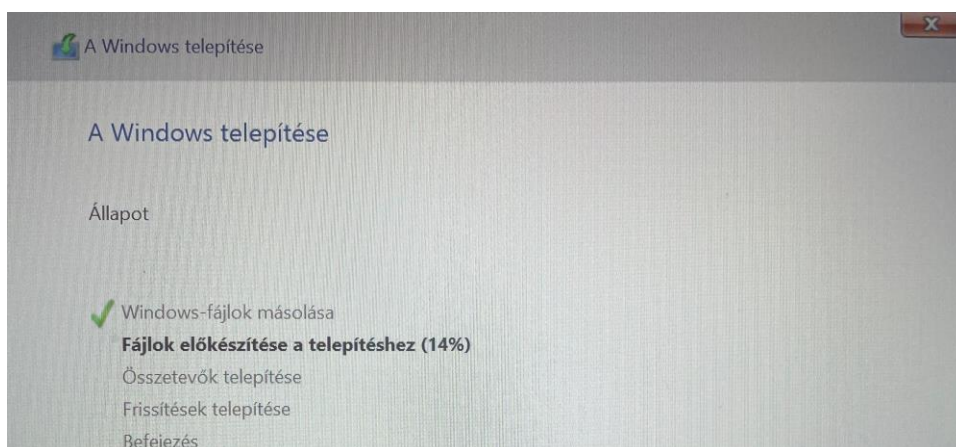 A Windows telepítése
A Windows telepítése
Állapot
Windows-fájlok másolása
Fájlok előkészítése a telepítéshez (14%)
Összetevők telepítése
Frissítések telepítése
Befejezés